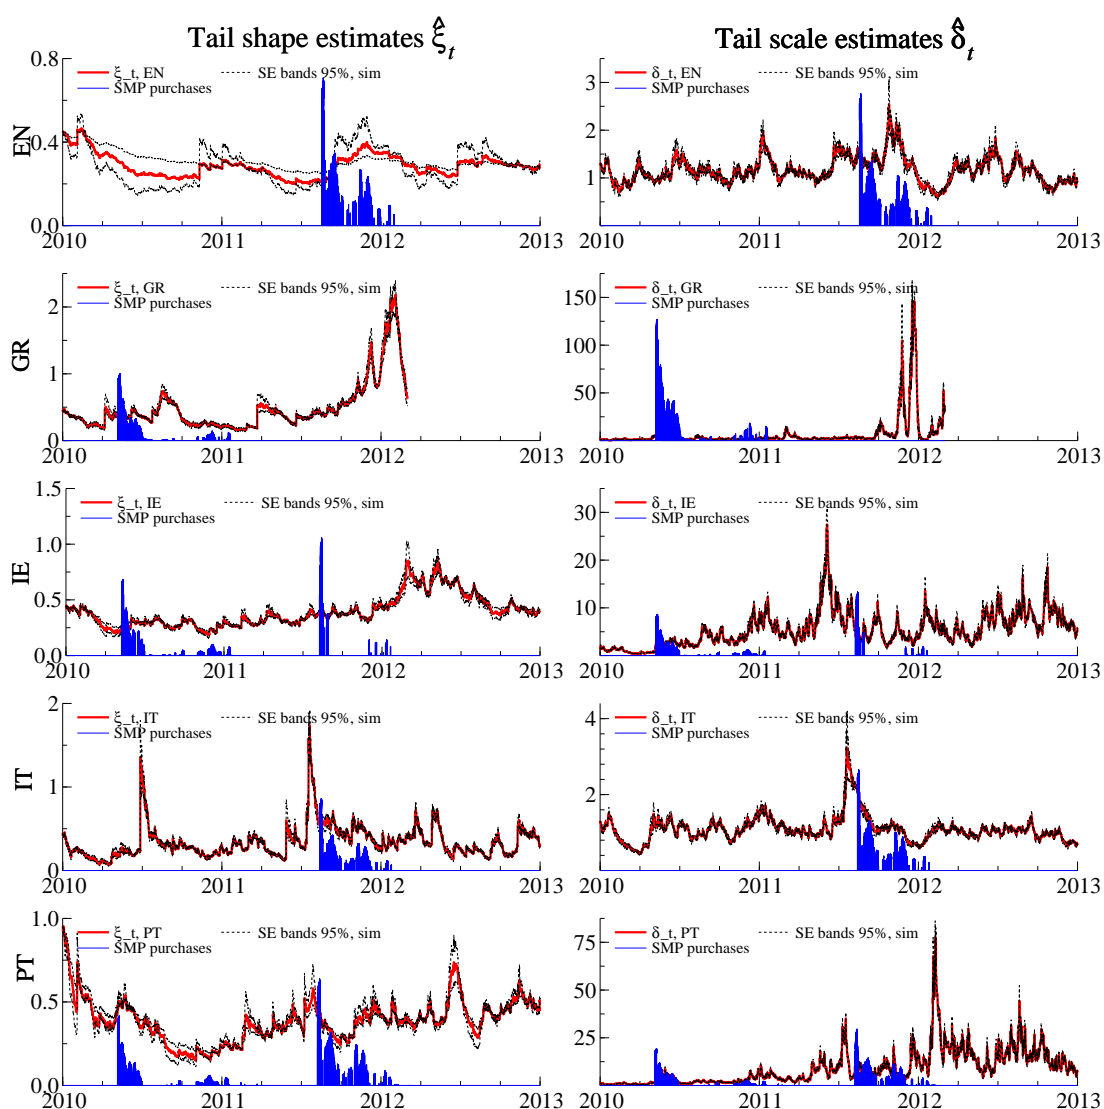 Tail shape estimates ξ̂_t
Tail scale estimates δ̂_t
EN
0.8
0.4
0.0
ξ_t, EN
SE bands 95%, sim
SMP purchases
2010 2011 2012 2013
3
2
1
δ_t, EN
SE bands 95%, sim
SMP purchases
2010 2011 2012 2013
GR
2
1
0
ξ_t, GR
SE bands 95%, sim
SMP purchases
2010 2011 2012 2013
150
100
50
δ_t, GR
SE bands 95%, sim
SMP purchases
2010 2011 2012 2013
IE
1.5
1.0
0.5
0.0
ξ_t, IE
SE bands 95%, sim
SMP purchases
2010 2011 2012 2013
30
20
10
δ_t, IE
SE bands 95%, sim
SMP purchases
2010 2011 2012 2013
IT
2
1
0
ξ_t, IT
SE bands 95%, sim
SMP purchases
2010 2011 2012 2013
4
2
δ_t, IT
SE bands 95%, sim
SMP purchases
2010 2011 2012 2013
PT
1.0
0.5
0.0
ξ_t, PT
SE bands 95%, sim
SMP purchases
2010 2011 2012 2013
75
50
25
δ_t, PT
SE bands 95%, sim
SMP purchases
2010 2011 2012 2013